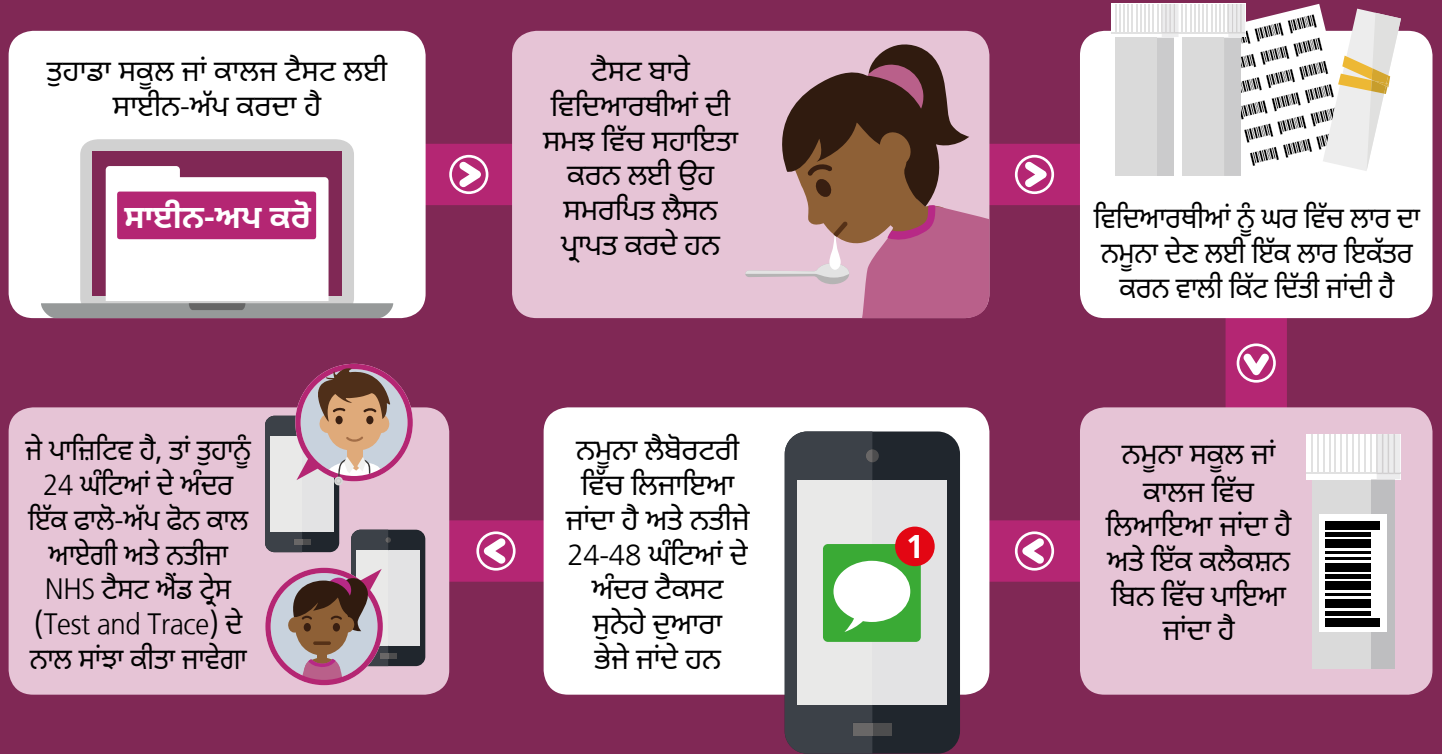 ਤੁਹਾਡਾ ਸਕੂਲ ਜਾਂ ਕਾਲਜ ਟੈਸਟ ਲਈ
ਸਾਈਨ-ਅੱਪ ਕਰਦਾ ਹੈ
ਸਾਈਨ-ਅਪ ਕਰੋ
ਟੈਸਟ ਬਾਰੇ
ਵਿਦਿਆਰਥੀਆਂ ਦੀ
ਸਮਝ ਵਿੱਚ ਸਹਾਇਤਾ
ਕਰਨ ਲਈ ਉਹ
ਸਮਰਪਿਤ ਲੈਸਨ
ਪ੍ਰਾਪਤ ਕਰਦੇ ਹਨ
ਵਿਦਿਆਰਥੀਆਂ ਨੂੰ ਘਰ ਵਿੱਚ ਲਾਰ ਦਾ
ਨਮੂਨਾ ਦੇਣ ਲਈ ਇੱਕ ਲਾਰ ਇਕੱਤਰ
ਕਰਨ ਵਾਲੀ ਕਿੱਟ ਦਿੱਤੀ ਜਾਂਦੀ ਹੈ
ਨਮੂਨਾ ਸਕੂਲ ਜਾਂ
ਕਾਲਜ ਵਿੱਚ
ਲਿਆਇਆ ਜਾਂਦਾ ਹੈ
ਅਤੇ ਇੱਕ ਕਲੈਕਸ਼ਨ
ਬਿਨ ਵਿੱਚ ਪਾਇਆ
ਜਾਂਦਾ ਹੈ
ਨਮੂਨਾ ਲੈਬੋਰਟਰੀ
ਵਿੱਚ ਲਿਜਾਇਆ
ਜਾਂਦਾ ਹੈ ਅਤੇ ਨਤੀਜੇ
24-48 ਘੰਟਿਆਂ ਦੇ
ਅੰਦਰ ਟੈਕਸਟ
ਸੁਨੇਹੇ ਦੁਆਰਾ
ਭੇਜੇ ਜਾਂਦੇ ਹਨ
1
ਜੇ ਪਾਜ਼ਿਟਿਵ ਹੈ, ਤਾਂ ਤੁਹਾਨੂੰ
24 ਘੰਟਿਆਂ ਦੇ ਅੰਦਰ
ਇੱਕ ਫਾਲੋ-ਅੱਪ ਫੋਨ ਕਾਲ
ਆਏਗੀ ਅਤੇ ਨਤੀਜਾ
NHS ਟੈਸਟ ਐਂਡ ਟ੍ਰੇਸ
(Test and Trace) ਦੇ
ਨਾਲ ਸਾਂਝਾ ਕੀਤਾ ਜਾਵੇਗਾ